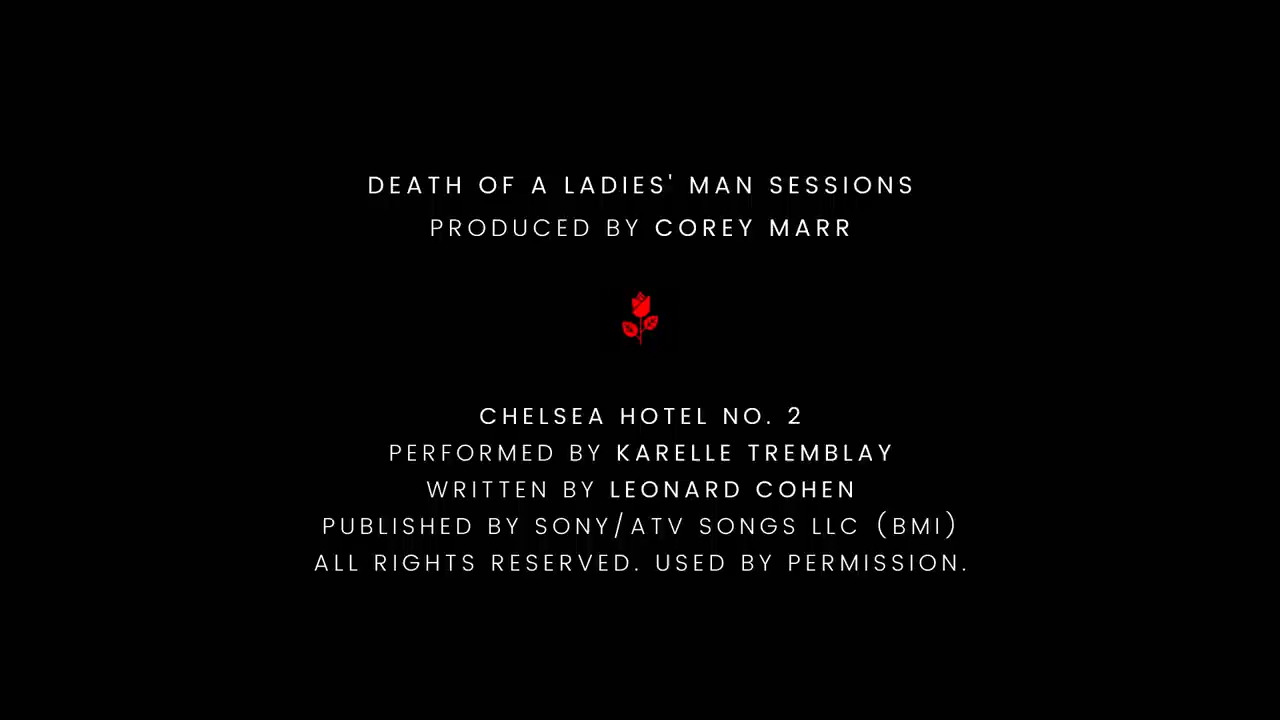 DEATH OF A LADIES' MAN SESSIONS
PRODUCED BY COREY MARR
CHELSEA HOTEL NO. 2
PERFORMED BY KARELLE TREMBLAY
WRITTEN BY LEONARD COHEN
PUBLISHED BY SONY/ATV SONGS LLC (BMI)
ALL RIGHTS RESERVED. USED BY PERMISSION.